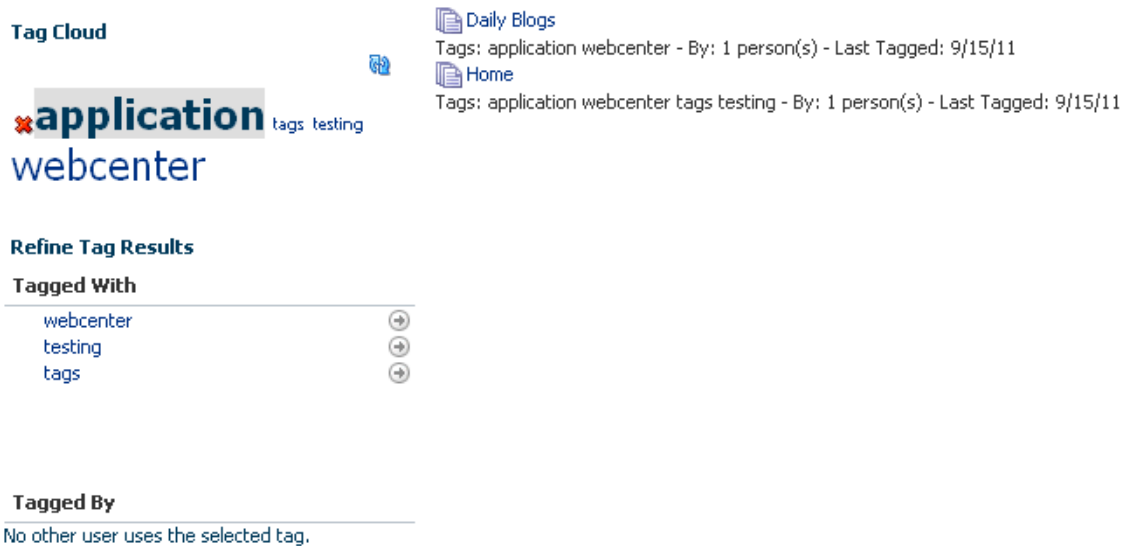 Tag Cloud
application tags testing
webcenter
Refine Tag Results
Tagged With
webcenter
testing
tags
Tagged By
No other user uses the selected tag.
Daily Blogs
Tags: application webcenter - By: 1 person(s) - Last Tagged: 9/15/11
Home
Tags: application webcenter tags testing - By: 1 person(s) - Last Tagged: 9/15/11